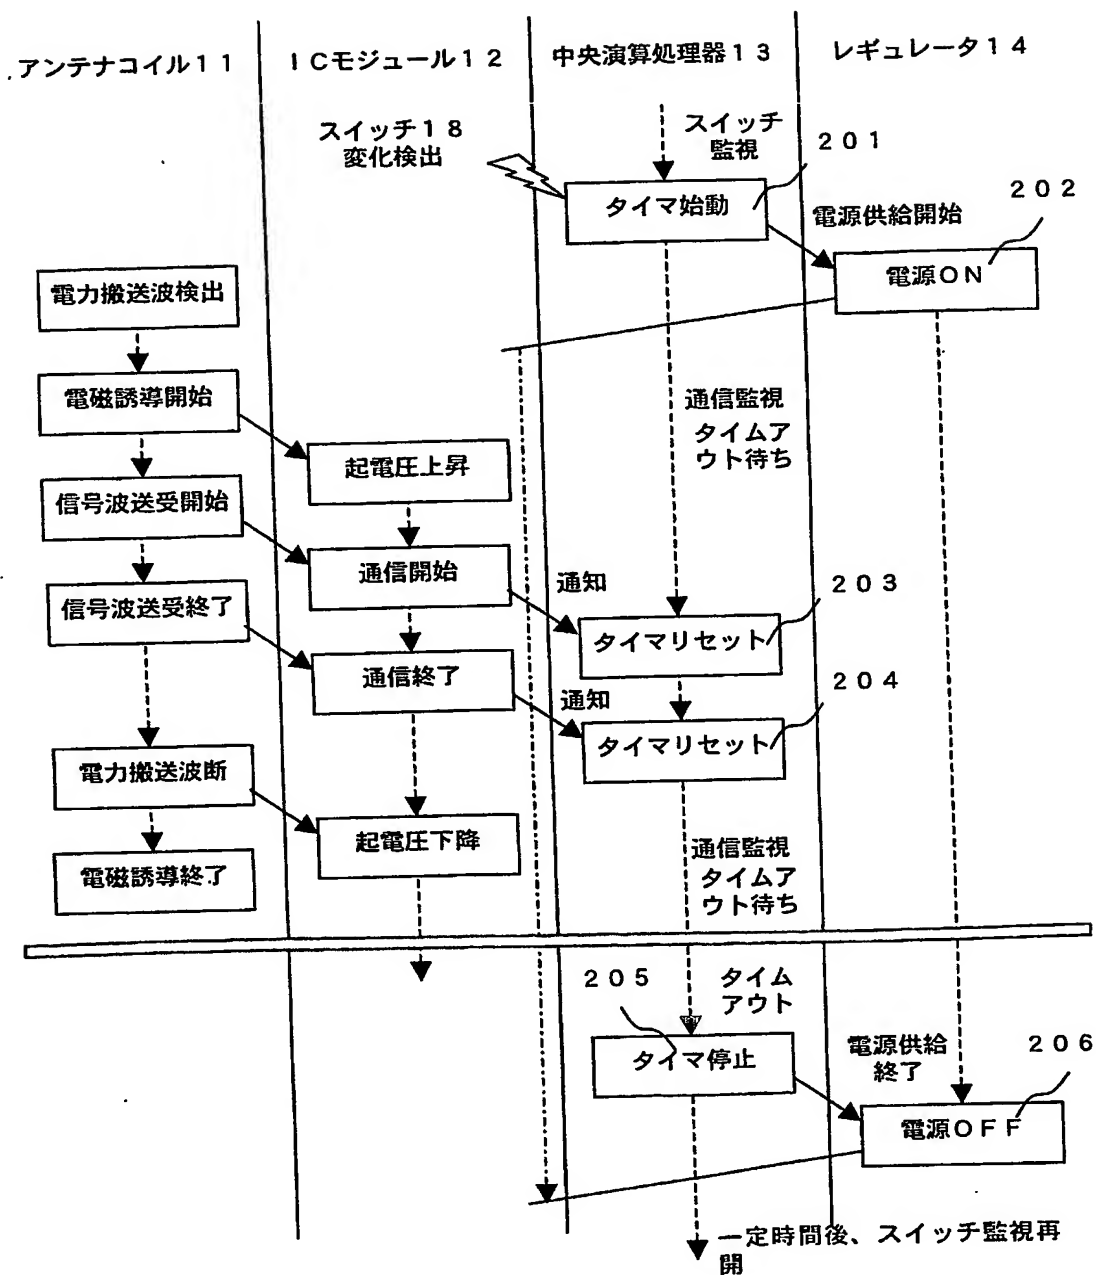 アンテナコイル11
ICモジュール12
中央演算処理器13
レギュレータ14
スイッチ18
変化検出
スイッチ
監視
201
タイマ始動
電源供給開始
202
電源ON
電力搬送波検出
電磁誘導開始
通信監視
タイムア
ウト待ち
起電圧上昇
信号波送受開始
通信開始
通知
203
信号波送受終了
タイマリセット
通信終了
通知
204
タイマリセット
電力搬送波断
起電圧下降
通信監視
タイムア
ウト待ち
電磁誘導終了
205
タイム
アウト
タイマ停止
電源供給
終了
206
電源OFF
一定時間後、スイッチ監視再
開